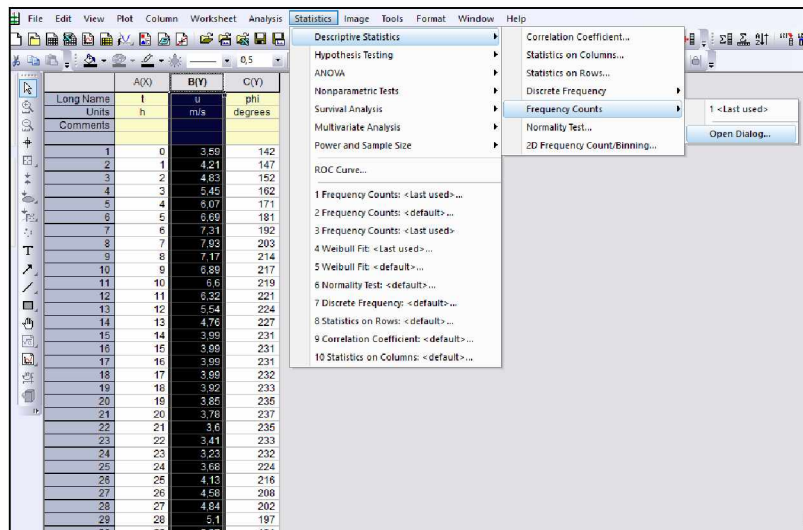 File Edit View Plot Column Worksheet Analysis Statistics Image Tools Format Window Help
0,5
Descriptive Statistics
Hypothesis Testing
ANOVA
Nonparametric Tests
Survival Analysis
Multivariate Analysis
Power and Sample Size
ROC Curve...
1 Frequency Counts: <Last used>...
2 Frequency Counts: <default>...
3 Frequency Counts: <Last used>
4 Weibull Fit: <Last used>...
5 Weibull Fit: <default>...
6 Normality Test: <default>...
7 Discrete Frequency: <default>...
8 Statistics on Rows: <default>...
9 Correlation Coefficient: <default>...
10 Statistics on Columns: <default>...
Correlation Coefficient...
Statistics on Columns...
Statistics on Rows...
Discrete Frequency
Frequency Counts
Normality Test...
2D Frequency Count/Binning...
1 <Last used>
Open Dialog...
A(X) B(Y) C(Y)
Long Name t u phi
Units h m/s degrees
Comments
1 0 3,59 142
2 1 4,21 147
3 2 4,83 152
4 3 5,45 162
5 4 6,07 171
6 5 6,69 181
7 6 7,31 192
8 7 7,93 203
9 8 7,17 214
10 9 6,89 217
11 10 6,6 219
12 11 6,32 221
13 12 5,54 224
14 13 4,76 227
15 14 3,99 231
16 15 3,99 231
17 16 3,99 231
18 17 3,99 232
19 18 3,92 233
20 19 3,85 235
21 20 3,78 237
22 21 3,6 235
23 22 3,41 233
24 23 3,23 232
25 24 3,68 224
26 25 4,13 216
27 26 4,58 208
28 27 4,84 202
29 28 5,1 197